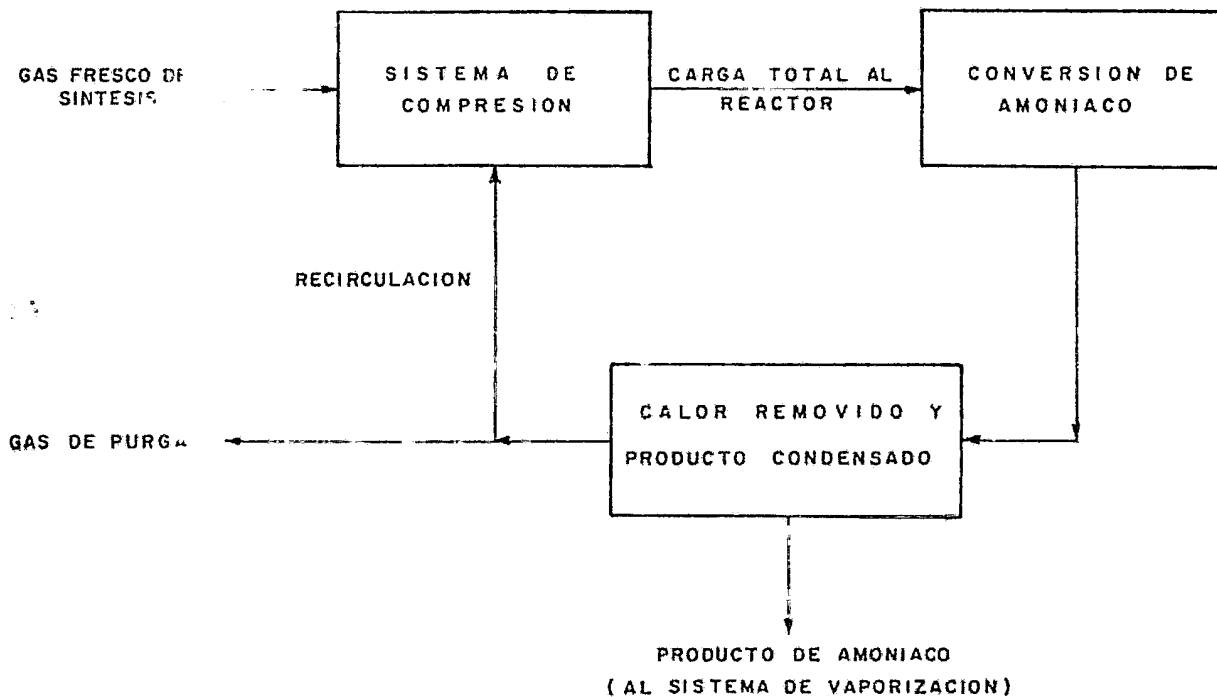 GAS FRESCO DE
SINTESIS
SISTEMA DE
COMPRESION
CARGA TOTAL AL
REACTOR
CONVERSION DE
AMONIACO
RECIRCULACION
GAS DE PURGA
CALOR REMOVIDO Y
PRODUCTO CONDENSADO
PRODUCTO DE AMONIACO
(AL SISTEMA DE VAPORIZACION)